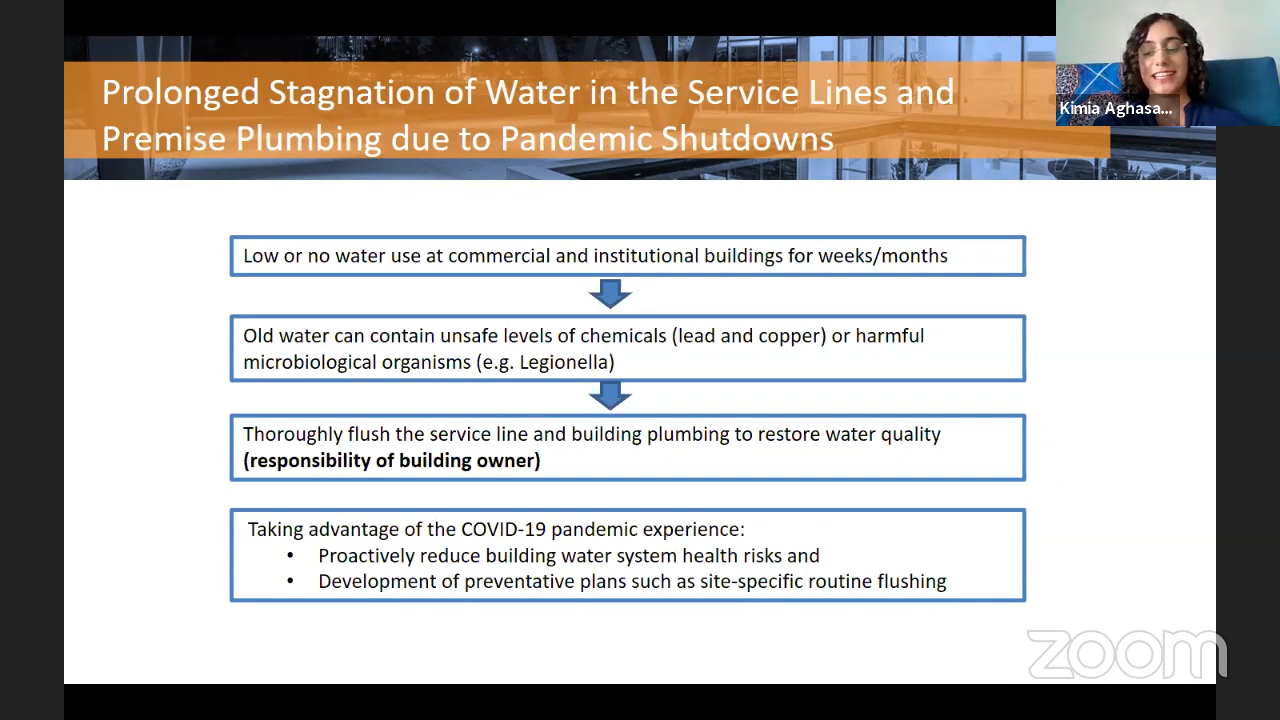 Prolonged Stagnation of Water in the Service Lines and
Premise Plumbing due to Pandemic Shutdowns
Kimia Aghasa...
Low or no water use at commercial and institutional buildings for weeks/months
Old water can contain unsafe levels of chemicals (lead and copper) or harmful
microbiological organisms (e.g. Legionella)
Thoroughly flush the service line and building plumbing to restore water quality
(responsibility of building owner)
Taking advantage of the COVID-19 pandemic experience:
• Proactively reduce building water system health risks and
• Development of preventative plans such as site-specific routine flushing
zoom